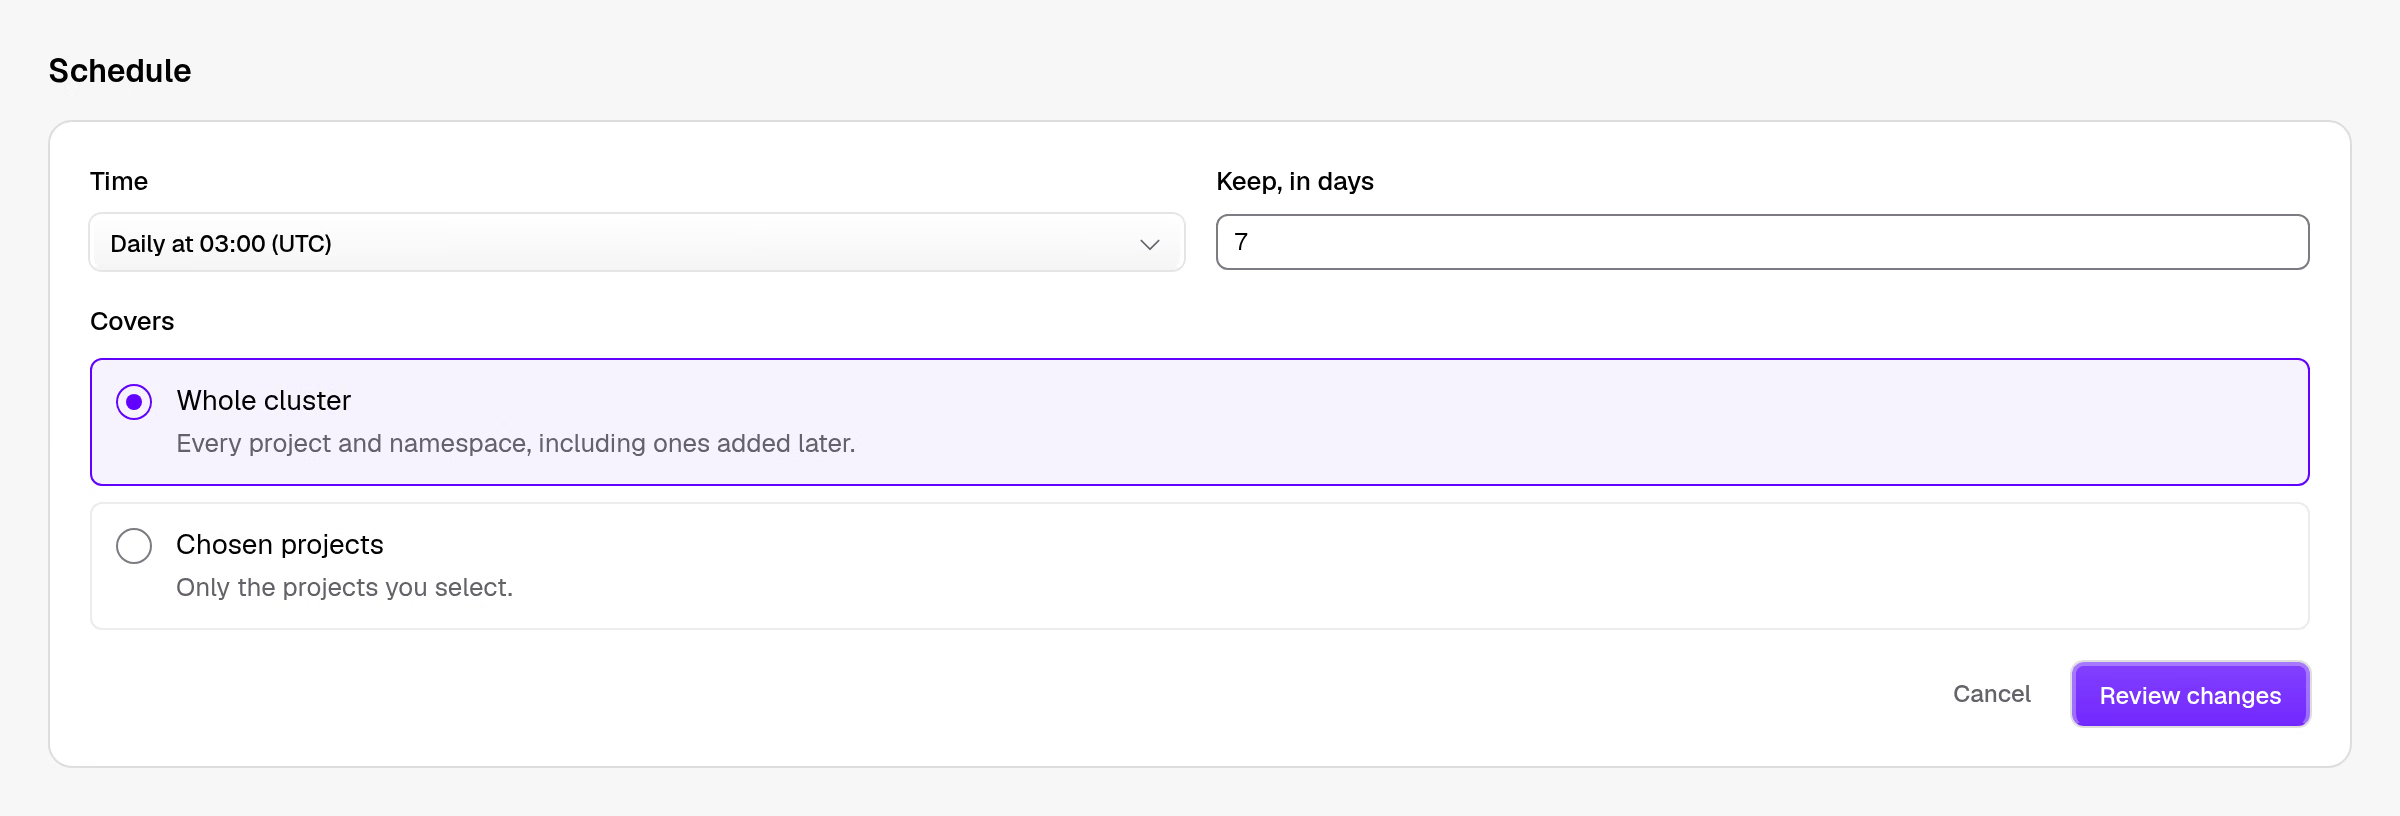 Schedule
Time
Keep, in days
Daily at 03:00 (UTC)
7
Covers
Whole cluster
Every project and namespace, including ones added later.
Chosen projects
Only the projects you select.
Cancel
Review changes